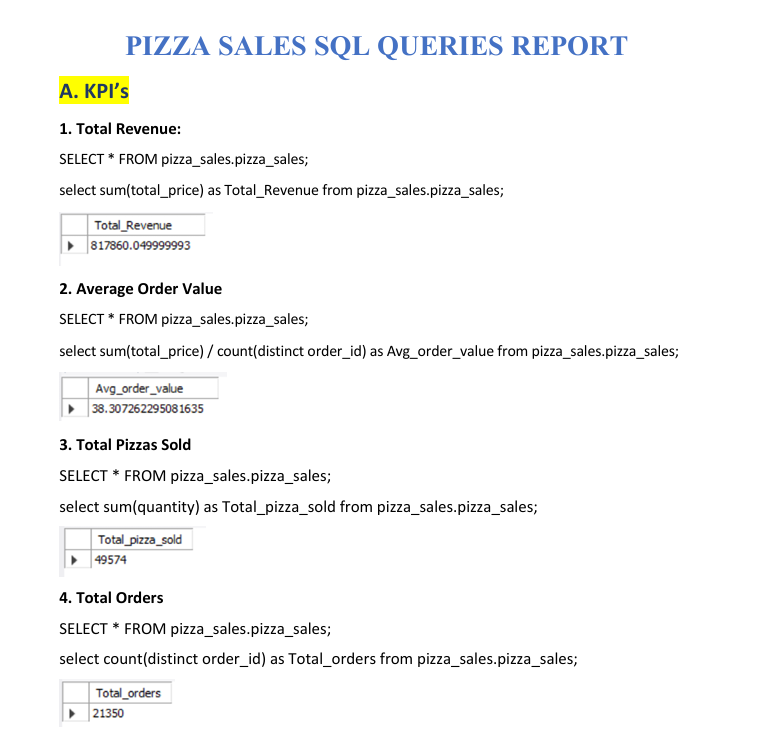 PIZZA SALES SQL QUERIES REPORT
A. KPI’s
1. Total Revenue:
SELECT * FROM pizza_sales.pizza_sales;
select sum(total_price) as Total_Revenue from pizza_sales.pizza_sales;
Total_Revenue
817860.049999993
2. Average Order Value
SELECT * FROM pizza_sales.pizza_sales;
select sum(total_price) / count(distinct order_id) as Avg_order_value from pizza_sales.pizza_sales;
Avg_order_value
38.307262295081635
3. Total Pizzas Sold
SELECT * FROM pizza_sales.pizza_sales;
select sum(quantity) as Total_pizza_sold from pizza_sales.pizza_sales;
Total_pizza_sold
49574
4. Total Orders
SELECT * FROM pizza_sales.pizza_sales;
select count(distinct order_id) as Total_orders from pizza_sales.pizza_sales;
Total_orders
21350